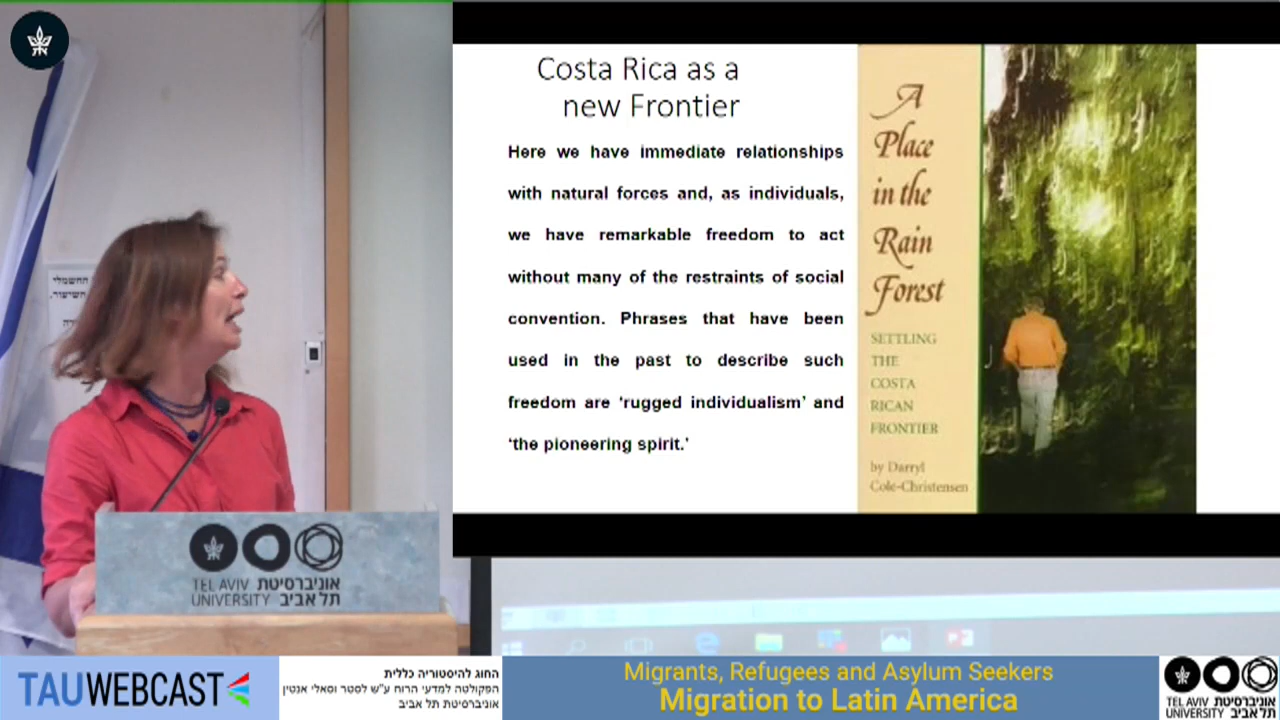 Costa Rica as a
new Frontier
Here we have immediate relationships
with natural forces and, as individuals,
we have remarkable freedom to act
without many of the restraints of social
convention. Phrases that have been
used in the past to describe such
freedom are ‘rugged individualism’ and
‘the pioneering spirit.’
A
Place
in the
Rain
Forest
SETTLING
THE
COSTA
RICAN
FRONTIER
by Darryl
Cole-Christensen
החשמלי
השיעור,
TEL AVIV אוניברסיטת
UNIVERSITY תל אביב
TAUWEBCAST
החוג להיסטוריה כללית
הפקולטה למדעי הרוח ע"ש לסטר וסאלי אנטין
אוניברסיטת תל אביב
Migrants, Refugees and Asylum Seekers
Migration to Latin America
TEL AVIV אוניברסיטת
UNIVERSITY תל אביב